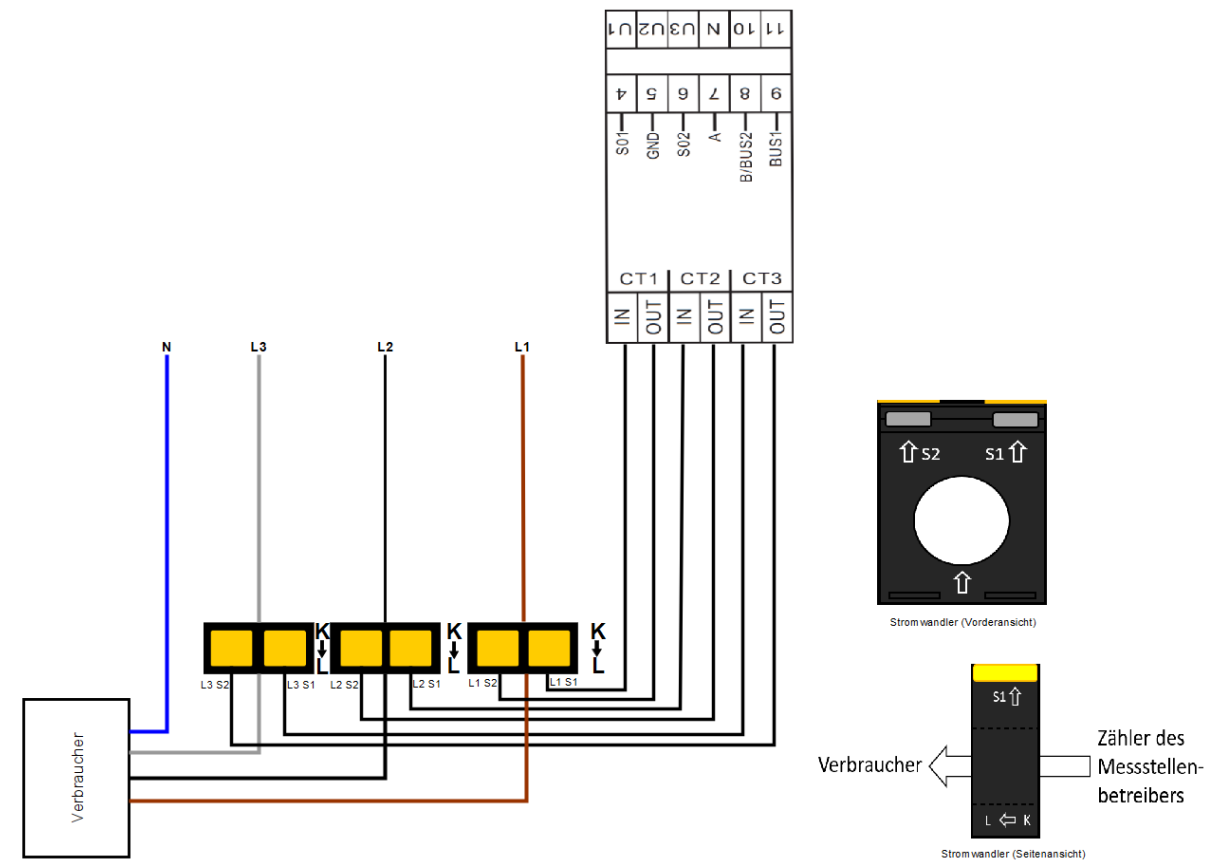 U1 U2 U3 N 10 11
4 5 6 7 8 9
S01 GND S02 A B/BUS2 BUS1
CT1 CT2 CT3
IN OUT IN OUT IN OUT
N L3 L2 L1
K L K L K L
L3 S2 L3 S1 L2 S2 L2 S1 L1 S2 L1 S1
Verbraucher
S2 S1
Stromwandler (Vorderansicht)
S1
Verbraucher
Zähler des
Messstellen-
betreibers
L K
Stromwandler (Seitenansicht)